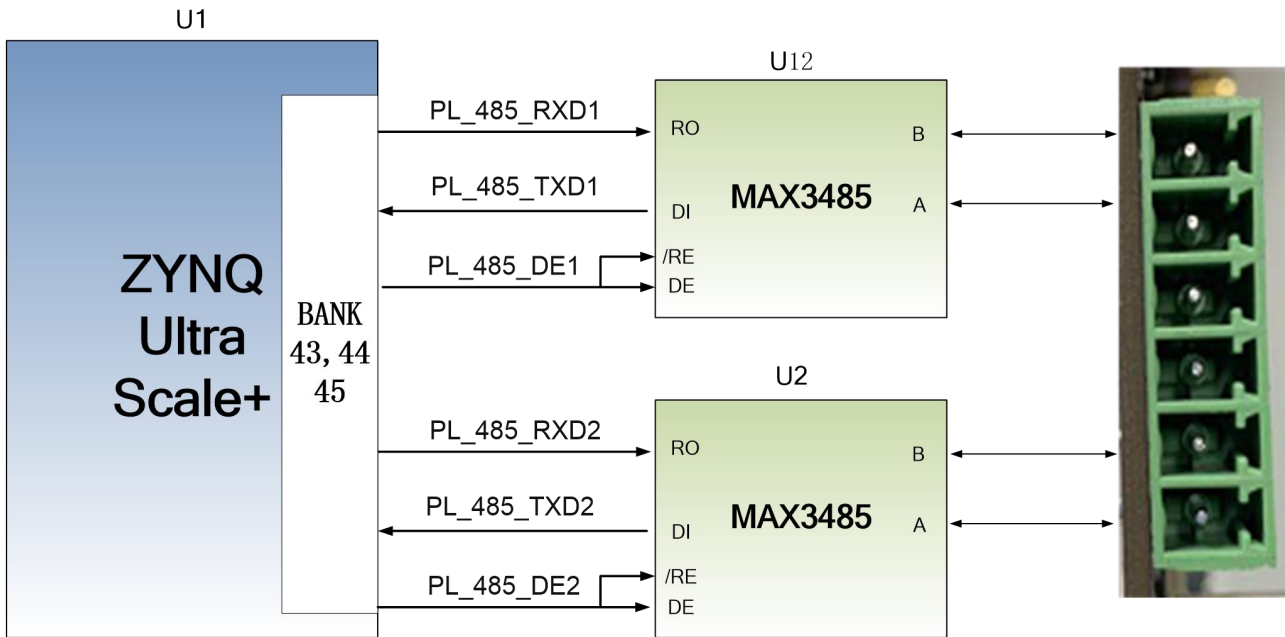 U1
ZYNQ
Ultra
Scale+
BANK
43, 44
45
PL_485_RXD1
PL_485_TXD1
PL_485_DE1
U12
RO
DI
/RE
DE
MAX3485
B
A
PL_485_RXD2
PL_485_TXD2
PL_485_DE2
U2
RO
DI
/RE
DE
MAX3485
B
A